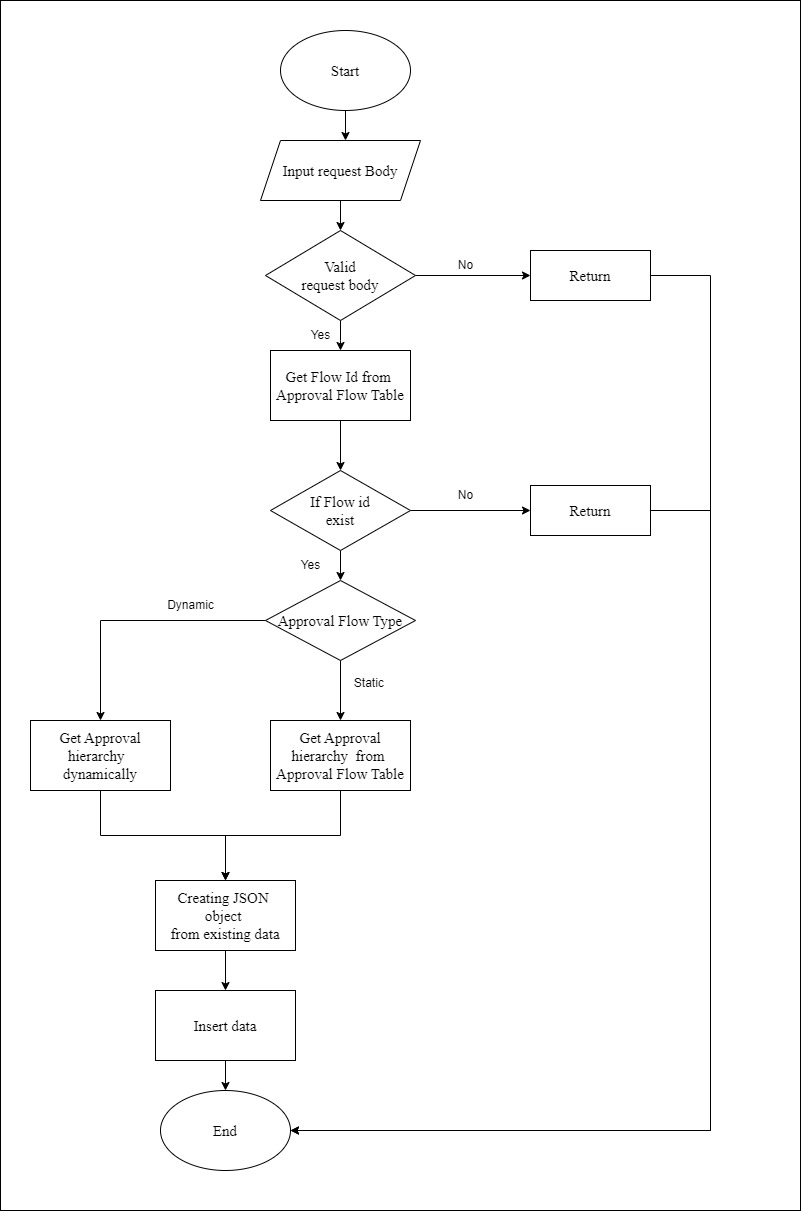 Start
Input request Body
Valid
request body
No
Return
Yes
Get Flow Id from
Approval Flow Table
If Flow id
exist
No
Return
Yes
Approval Flow Type
Dynamic
Static
Get Approval
hierarchy
dynamically
Get Approval
hierarchy  from
Approval Flow Table
Creating JSON
object
from existing data
Insert data
End